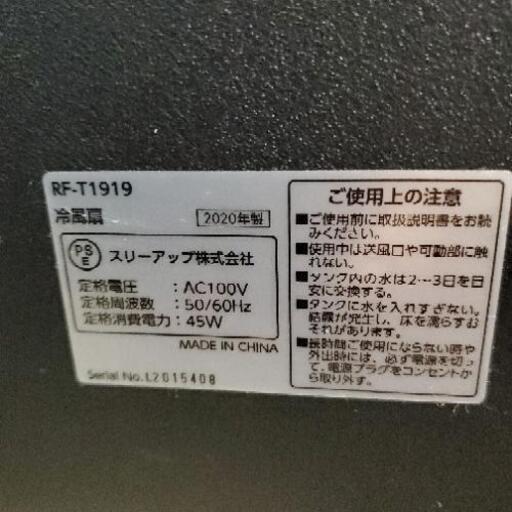 RF-T1919
冷風扇
2020年製
PSE
スリーアップ株式会社
定格電圧 : AC100V
定格周波数 : 50/60Hz
定格消費電力 : 45W
MADE IN CHINA
Serial No.L2015408
ご使用上の注意
■ご使用前に取扱説明書をお読
みください。
■使用中は送風口や可動部に触
れない。
■タンク内の水は2~3日を目
安に交換する。
■タンクに水を入れすぎない。
結露が発生し、床を濡らすお
それがあります。
■長時間ご使用にならない時や
外出時には、必ず電源を切っ
て、電源プラグをコンセントか
ら取り外す。